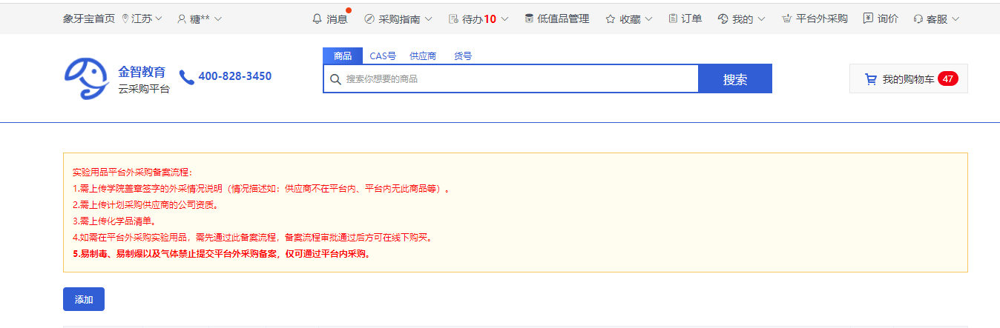 象牙宝首页 江苏 糖** 消息 采购指南 待办10 低值品管理 收藏 订单 我的 平台外采购 询价 客服
商品 CAS号 供应商 货号
金智教育
云采购平台
400-828-3450
搜索你想要的商品
搜索
我的购物车 47
实验用品平台外采购备案流程：
1.需上传学院盖章签字的外采情况说明（情况描述如：供应商不在平台内、平台内无此商品等）。
2.需上传计划采购供应商的公司资质。
3.需上传化学品清单。
4.如需在平台外采购实验用品，需先通过此备案流程，备案流程审批通过后方可在线下购买。
5.易制毒、易制爆以及气体禁止提交平台外采购备案，仅可通过平台内采购。
添加